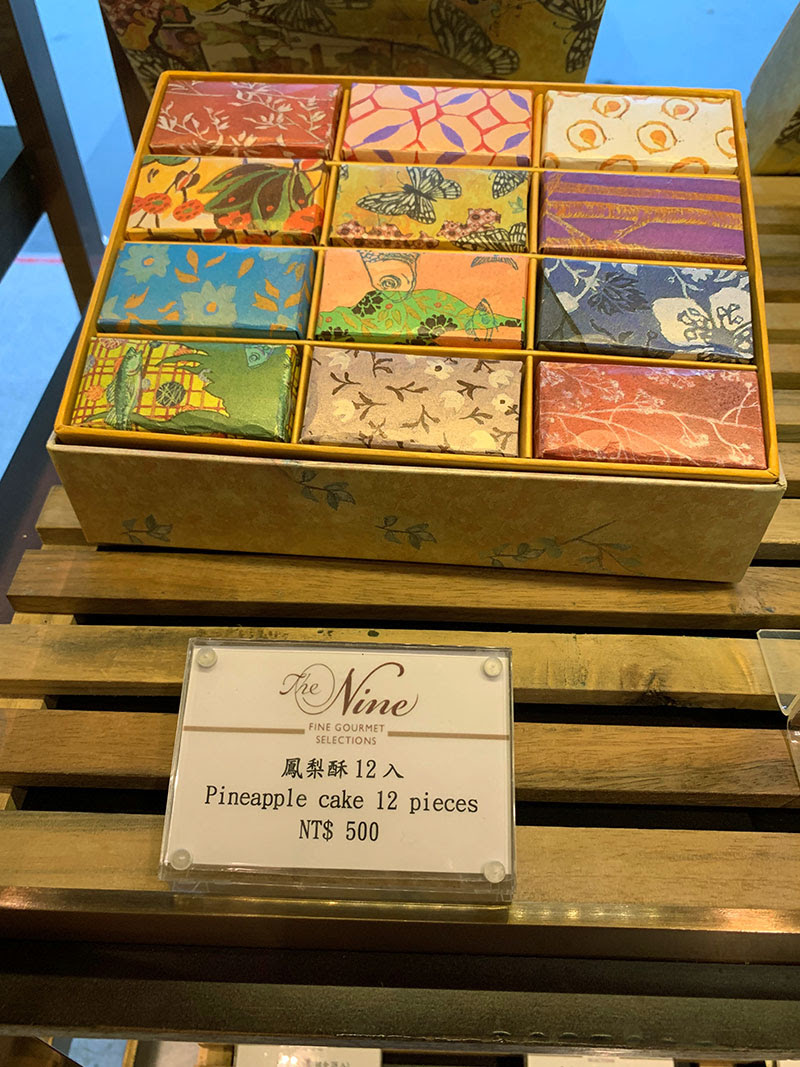 The Nine
FINE GOURMET
SELECTIONS
鳳梨酥12入
Pineapple cake 12 pieces
NT$ 500